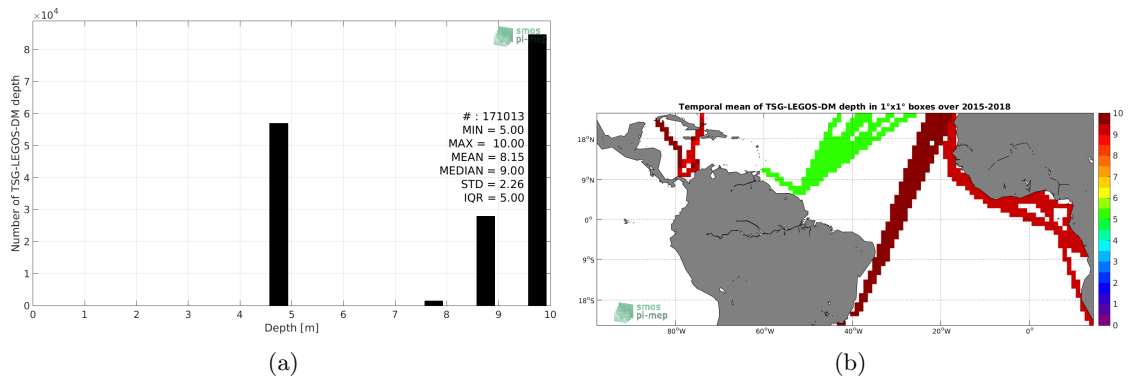 ×10⁴
8
7
6
5
4
3
2
1
0
Number of TSG-LEGOS-DM depth
smos
pi-mep
# : 171013
MIN = 5.00
MAX = 10.00
MEAN = 8.15
MEDIAN = 9.00
STD = 2.26
IQR = 5.00
0 1 2 3 4 5 6 7 8 9 10
Depth [m]
(a)
Temporal mean of TSG-LEGOS-DM depth in 1°x1° boxes over 2015-2018
18°N
9°N
0°
9°S
18°S
80°W 60°W 40°W 20°W 0°
smos
pi-mep
10
9
8
7
6
5
4
3
2
1
0
(b)